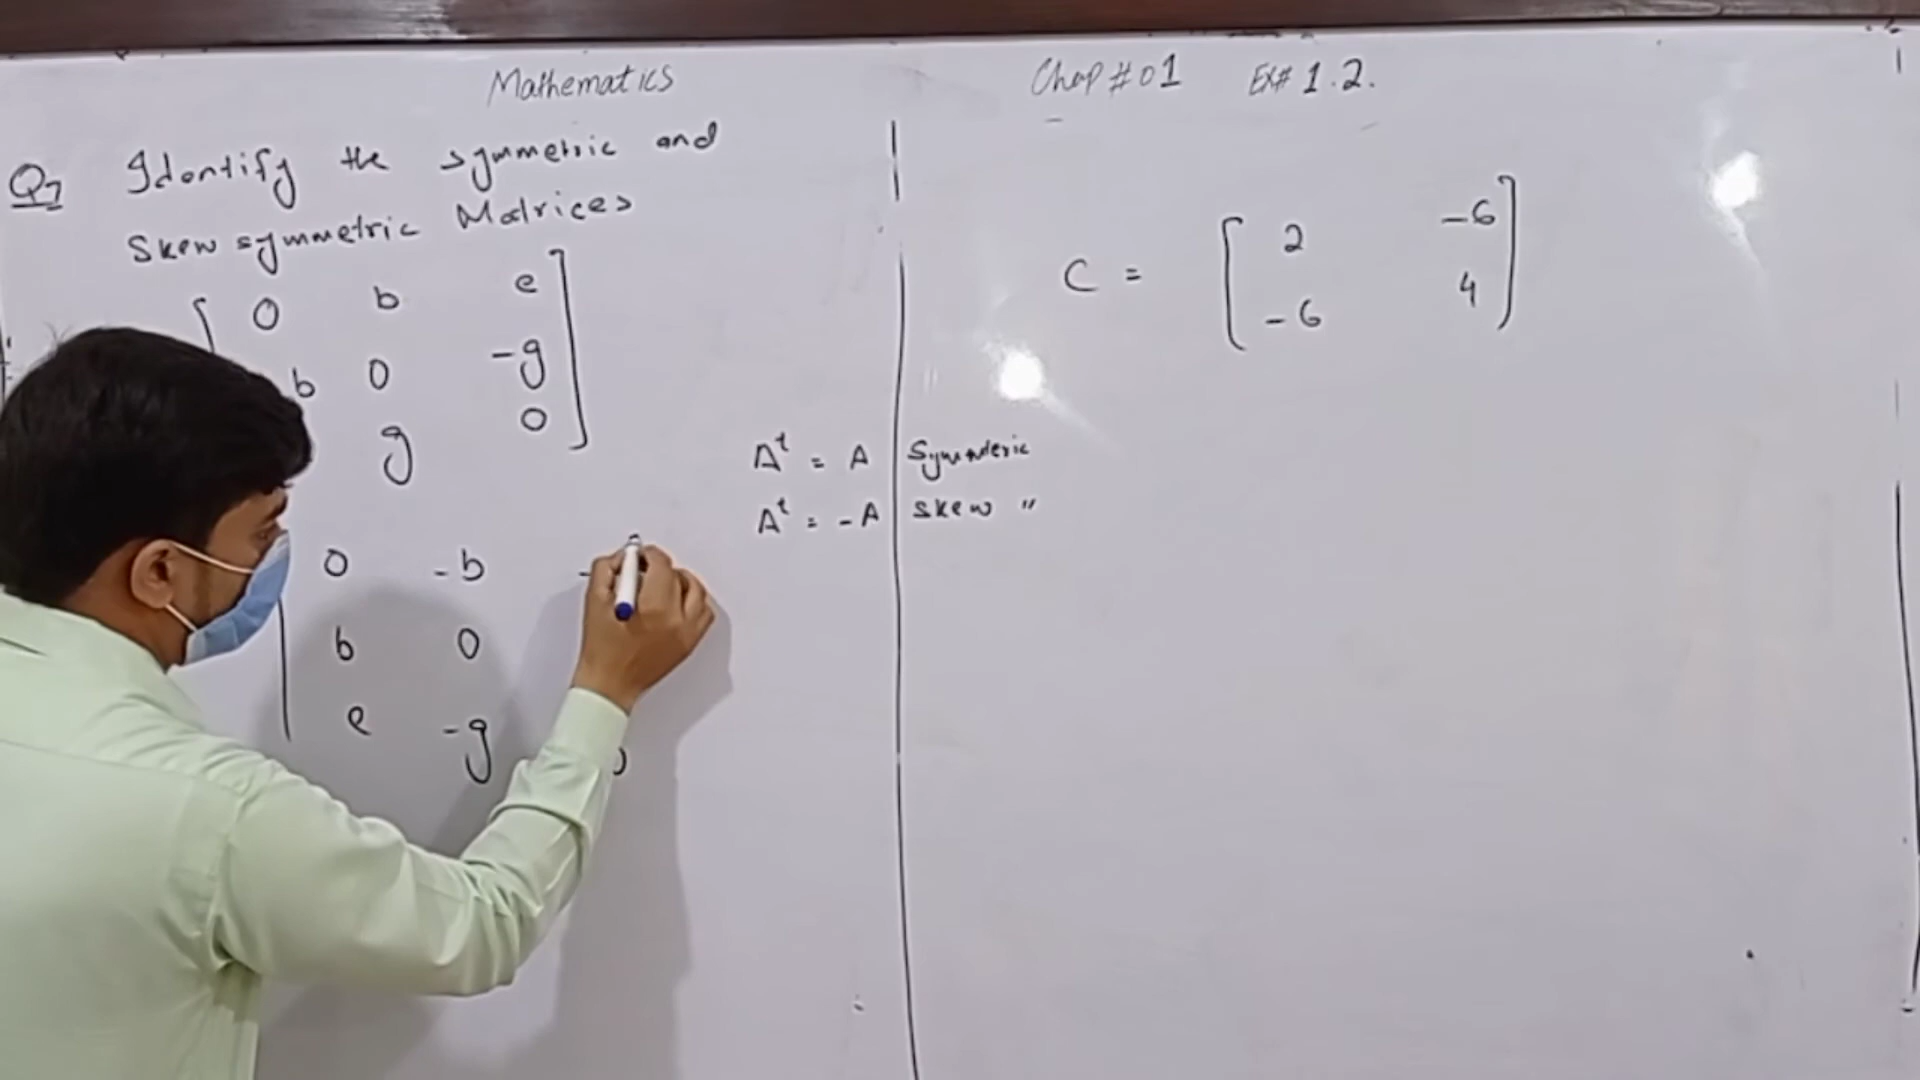 Mathematics Chap #01 Ex# 1.2.
Q7 Identify the symmetric and
Skew symmetric Matrices
0 b e
b 0 -g
g 0
A^t = A Symmteric
A^t = -A Skew "
0 -b -
b 0
e -g
C = [ 2 -6
-6 4 ]